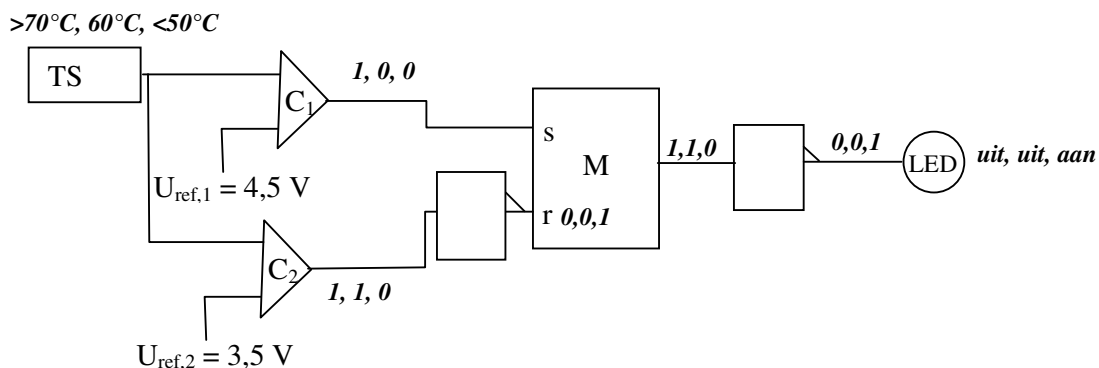 >70°C, 60°C, <50°C
TS
C1
1, 0, 0
Uref,1 = 4,5 V
s
M
1,1,0
0,0,1
LED
uit, uit, aan
r 0,0,1
C2
1, 1, 0
Uref,2 = 3,5 V